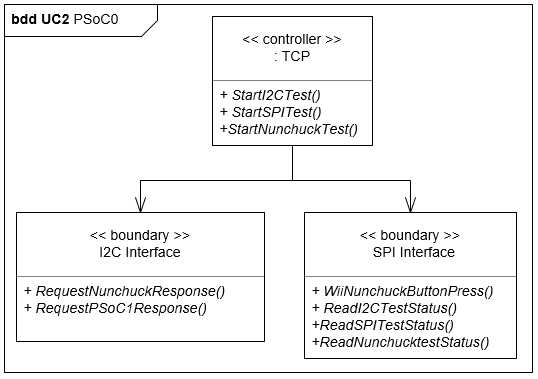 bdd UC2 PSoC0
<< controller >>
: TCP
+ StartI2CTest()
+ StartSPITest()
+StartNunchuckTest()
<< boundary >>
I2C Interface
+ RequestNunchuckResponse()
+ RequestPSoC1Response()
<< boundary >>
SPI Interface
+ WiiNunchuckButtonPress()
+ ReadI2CTestStatus()
+ReadSPITestStatus()
+ReadNunchucktestStatus()